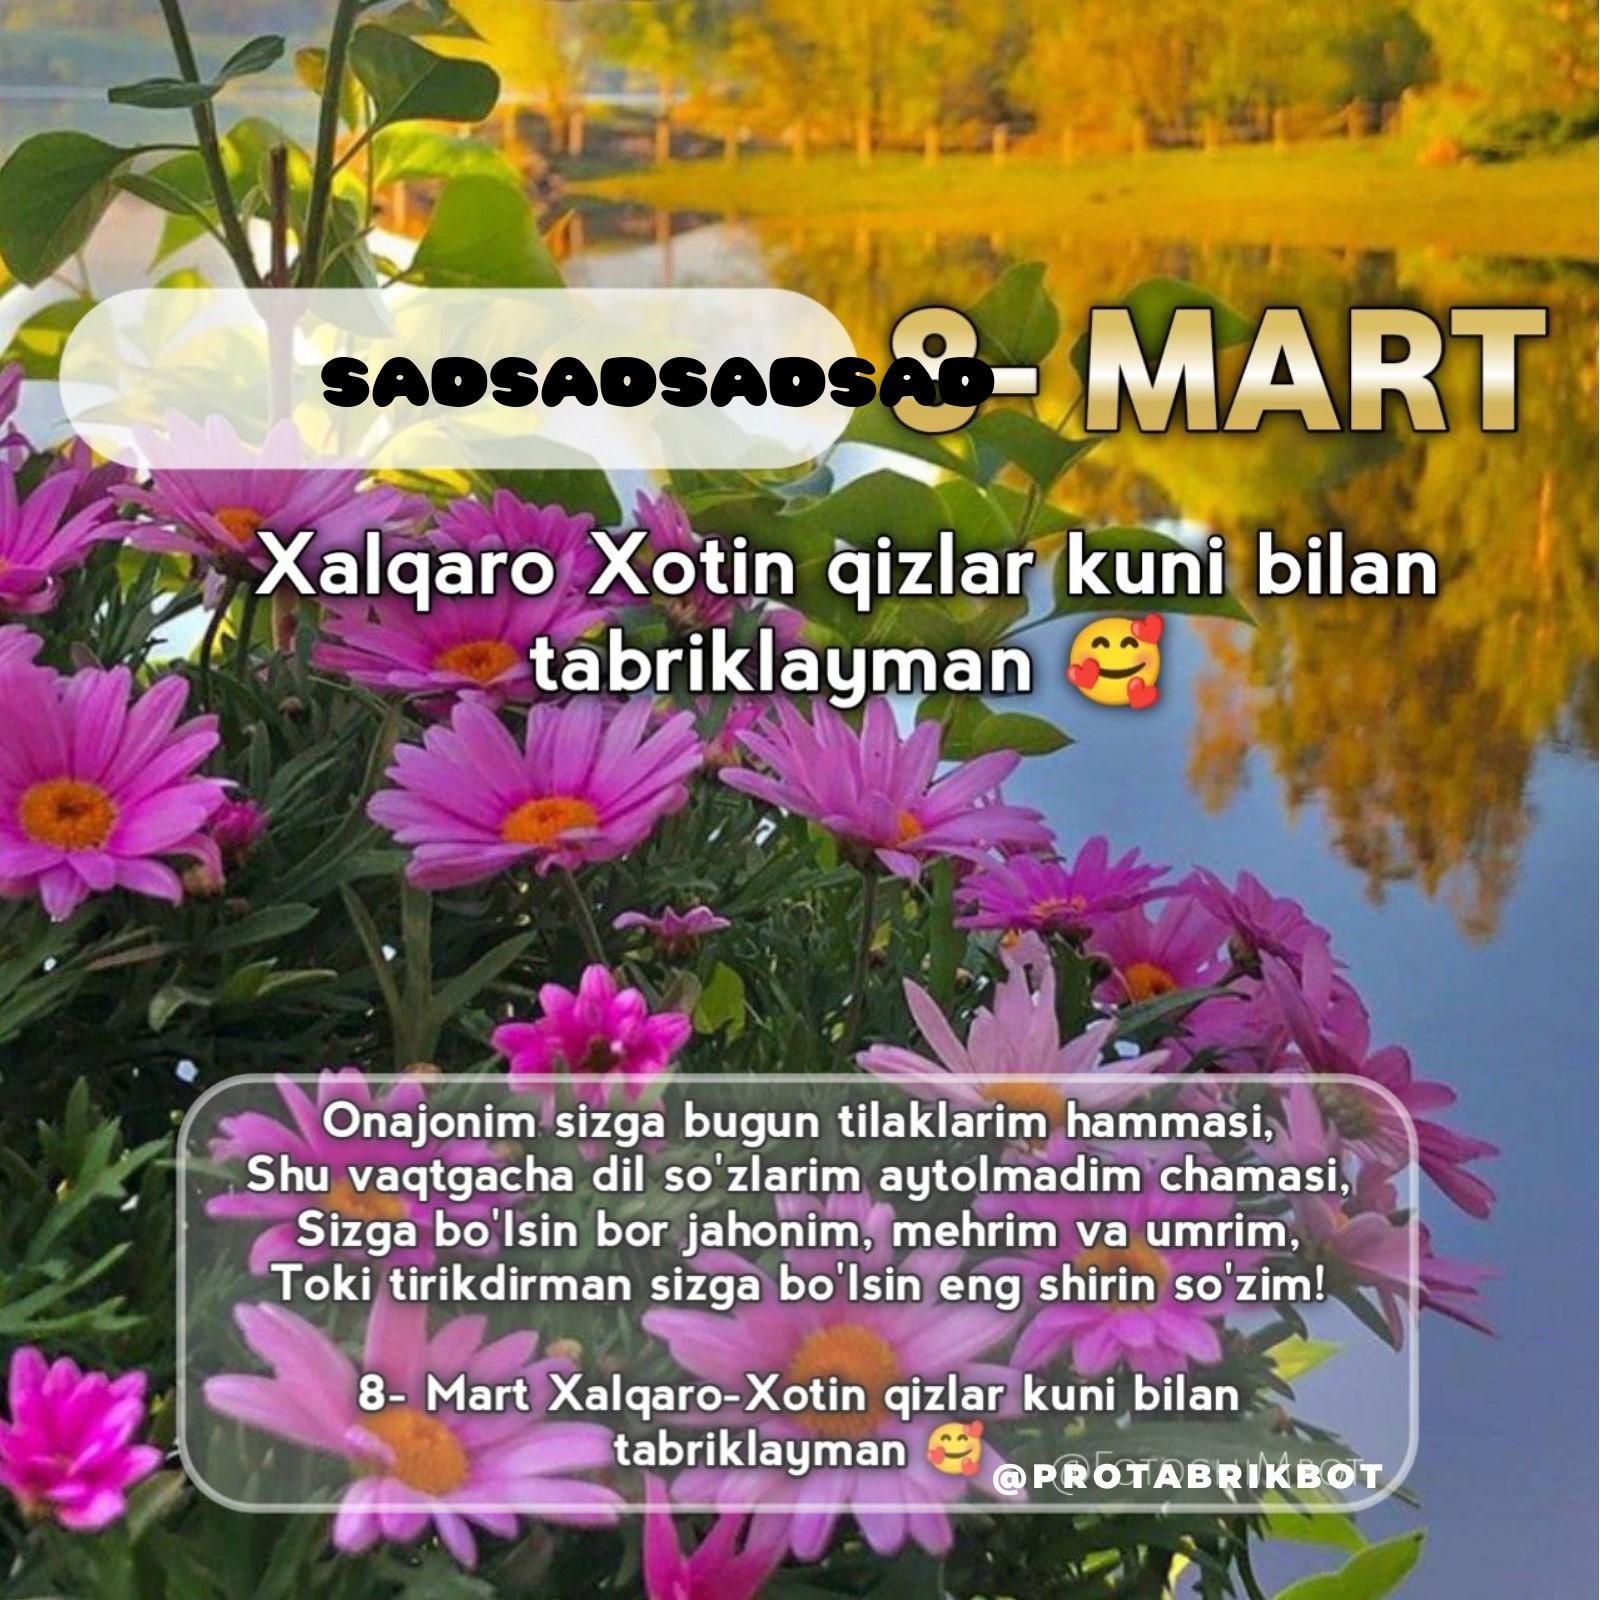 SADSADSADSAD
8- MART
Xalqaro Xotin qizlar kuni bilan
tabriklayman 🥰
Onajonim sizga bugun tilaklarim hammasi,
Shu vaqtgacha dil so'zlarim aytolmadim chamasi,
Sizga bo'lsin bor jahonim, mehrim va umrim,
Toki tirikdirman sizga bo'lsin eng shirin so'zim!
8- Mart Xalqaro-Xotin qizlar kuni bilan
tabriklayman 🥰
@PROTABRIKBOT